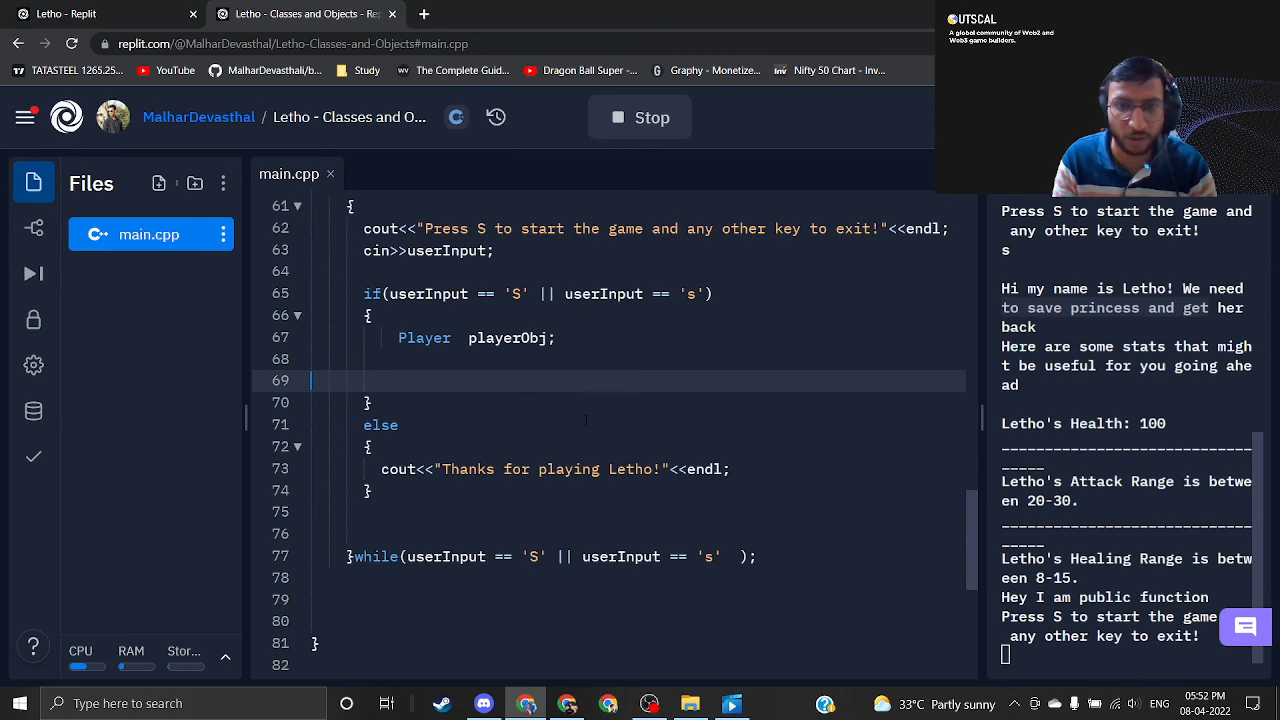 Letho - Replit
Letho - Classes and Objects - Re
replit.com/@MalharDevasthal/Letho-Classes-and-Objects#main.cpp
TATASTEEL 1265.25...
YouTube
MalharDevasthali/b...
Study
The Complete Guid...
Dragon Ball Super -...
Graphy - Monetize...
Nifty 50 Chart - Inv...
OUTSCAL
A global community of Web2 and
Web3 game builders.
MalharDevasthal / Letho - Classes and O...
Stop
Files
main.cpp
main.cpp
61 {
62 cout<<"Press S to start the game and any other key to exit!"<<endl;
63 cin>>userInput;
64
65 if(userInput == 'S' || userInput == 's')
66 {
67 Player playerObj;
68
69
70 }
71 else
72 {
73 cout<<"Thanks for playing Letho!"<<endl;
74 }
75
76
77 }while(userInput == 'S' || userInput == 's' );
78
79
80
81 }
82
Press S to start the game and
any other key to exit!
s
Hi my name is Letho! We need
to save princess and get her
back
Here are some stats that migh
t be useful for you going ahe
ad
Letho's Health: 100
-----------------------------
-----
Letho's Attack Range is betwe
en 20-30.
-----------------------------
-----
Letho's Healing Range is betw
een 8-15.
Hey I am public function
Press S to start the game
any other key to exit!
CPU
RAM
Stor...
Type here to search
33°C Partly sunny
05:52 PM
08-04-2022